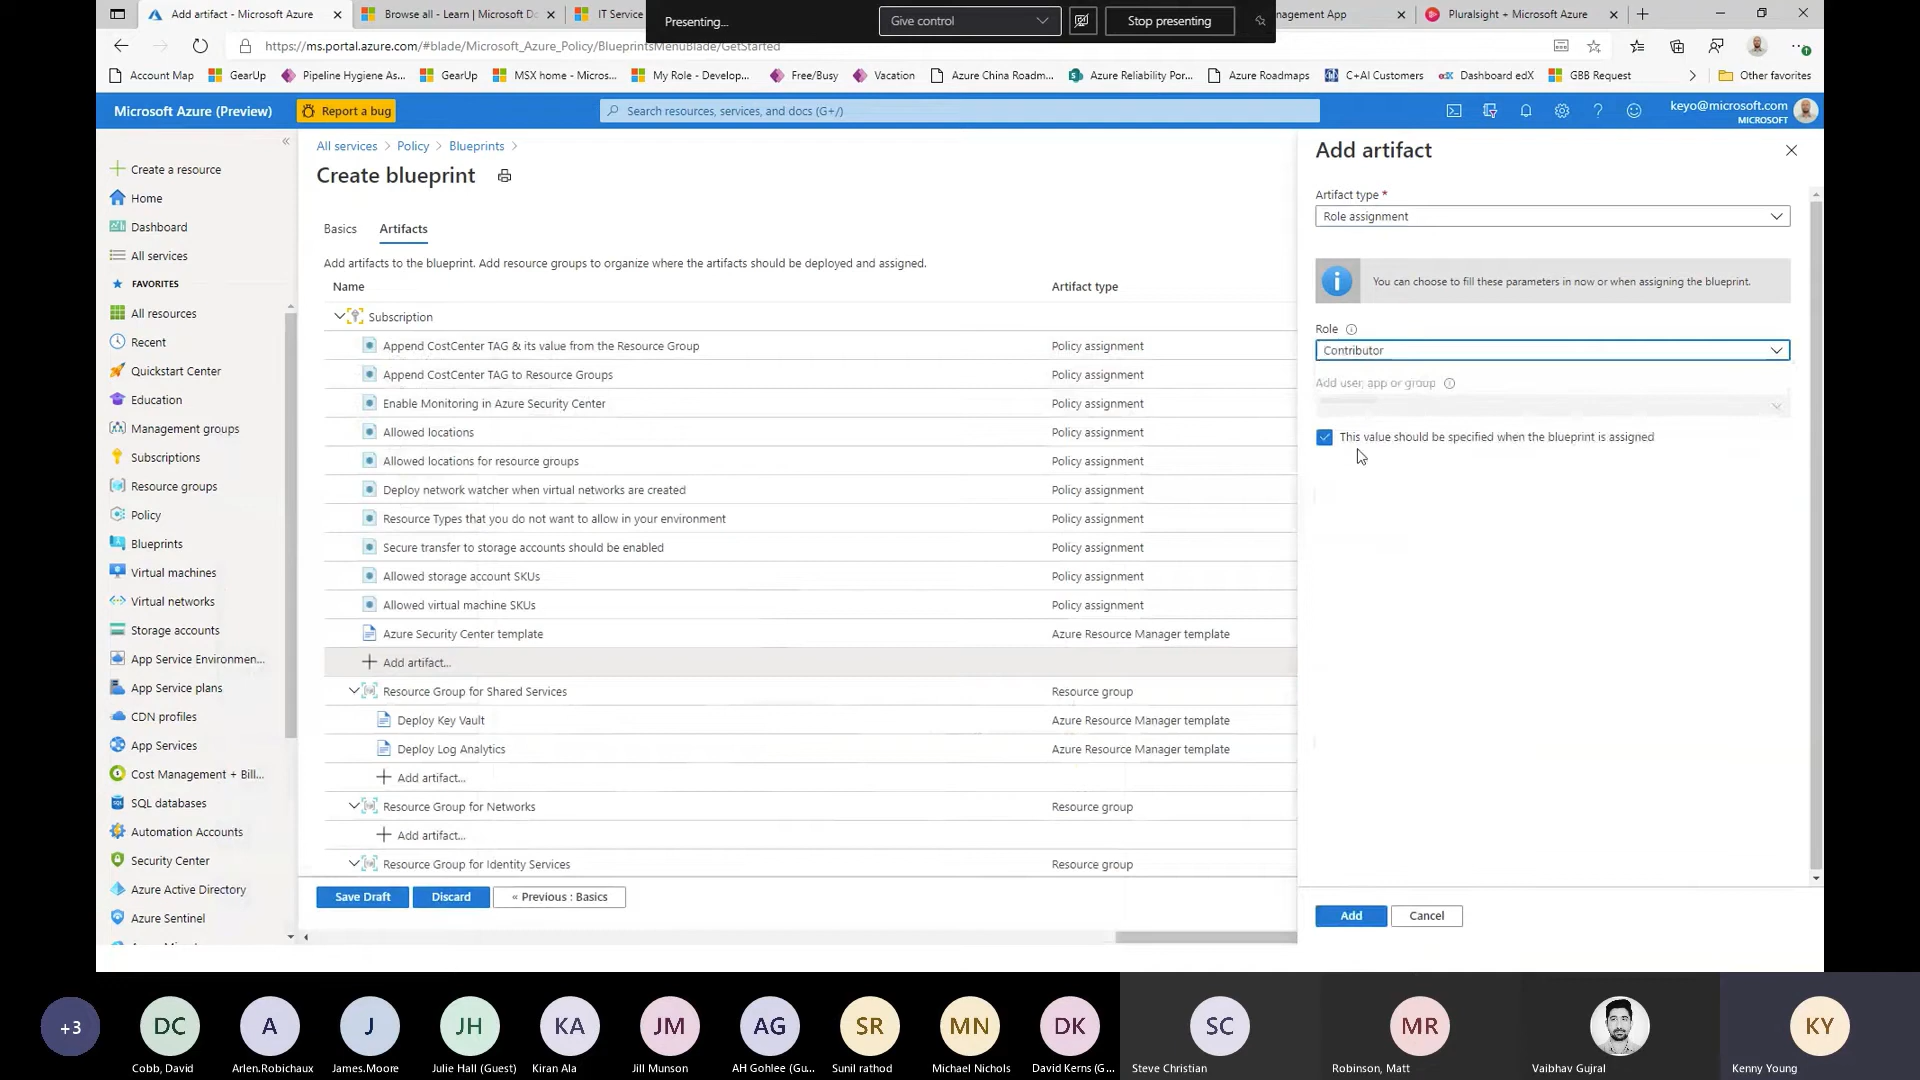 Add artifact - Microsoft Azure
Browse all - Learn | Microsoft Do
IT Service
Presenting...
Give control
Stop presenting
nagement App
Pluralsight + Microsoft Azure
https://ms.portal.azure.com/#blade/Microsoft_Azure_Policy/BlueprintsMenuBlade/GetStarted
Account Map
GearUp
Pipeline Hygiene As...
GearUp
MSX home - Micros...
My Role - Develop...
Free/Busy
Vacation
Azure China Roadm...
Azure Reliability Por...
Azure Roadmaps
C+AI Customers
Dashboard edX
GBB Request
Other favorites
Microsoft Azure (Preview)
Report a bug
Search resources, services, and docs (G+/)
keyo@microsoft.com
MICROSOFT
Create a resource
Home
Dashboard
All services
FAVORITES
All resources
Recent
Quickstart Center
Education
Management groups
Subscriptions
Resource groups
Policy
Blueprints
Virtual machines
Virtual networks
Storage accounts
App Service Environmen...
App Service plans
CDN profiles
App Services
Cost Management + Bill...
SQL databases
Automation Accounts
Security Center
Azure Active Directory
Azure Sentinel
All services > Policy > Blueprints >
Create blueprint
Basics
Artifacts
Add artifacts to the blueprint. Add resource groups to organize where the artifacts should be deployed and assigned.
Name Artifact type
Subscription
Append CostCenter TAG & its value from the Resource Group Policy assignment
Append CostCenter TAG to Resource Groups Policy assignment
Enable Monitoring in Azure Security Center Policy assignment
Allowed locations Policy assignment
Allowed locations for resource groups Policy assignment
Deploy network watcher when virtual networks are created Policy assignment
Resource Types that you do not want to allow in your environment Policy assignment
Secure transfer to storage accounts should be enabled Policy assignment
Allowed storage account SKUs Policy assignment
Allowed virtual machine SKUs Policy assignment
Azure Security Center template Azure Resource Manager template
Add artifact...
Resource Group for Shared Services Resource group
Deploy Key Vault Azure Resource Manager template
Deploy Log Analytics Azure Resource Manager template
Add artifact...
Resource Group for Networks Resource group
Add artifact...
Resource Group for Identity Services Resource group
Save Draft
Discard
« Previous : Basics
Add artifact
Artifact type *
Role assignment
You can choose to fill these parameters in now or when assigning the blueprint.
Role
Contributor
Add user, app or group
This value should be specified when the blueprint is assigned
Add
Cancel
+3
DC
A
J
JH
KA
JM
AG
SR
MN
DK
SC
MR
KY
Cobb, David
Arlen.Robichaux
James.Moore
Julie Hall (Guest)
Kiran Ala
Jill Munson
AH Gohlee (Gu...
Sunil rathod
Michael Nichols
David Kerns (G...
Steve Christian
Robinson, Matt
Vaibhav Gujral
Kenny Young